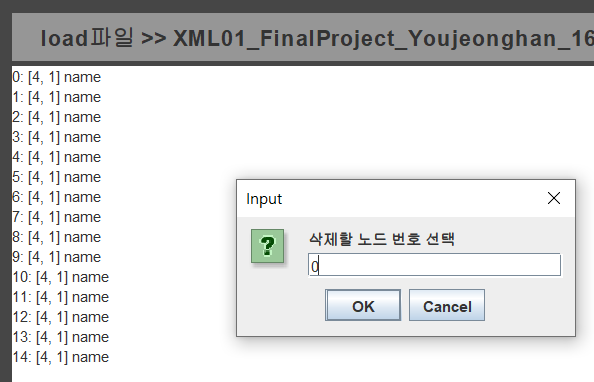 load파일 >> XML01_FinalProject_Youjeonghan_16
0: [4, 1] name
1: [4, 1] name
2: [4, 1] name
3: [4, 1] name
4: [4, 1] name
5: [4, 1] name
6: [4, 1] name
7: [4, 1] name
8: [4, 1] name
9: [4, 1] name
10: [4, 1] name
11: [4, 1] name
12: [4, 1] name
13: [4, 1] name
14: [4, 1] name
Input
삭제할 노드 번호 선택
0
OK Cancel